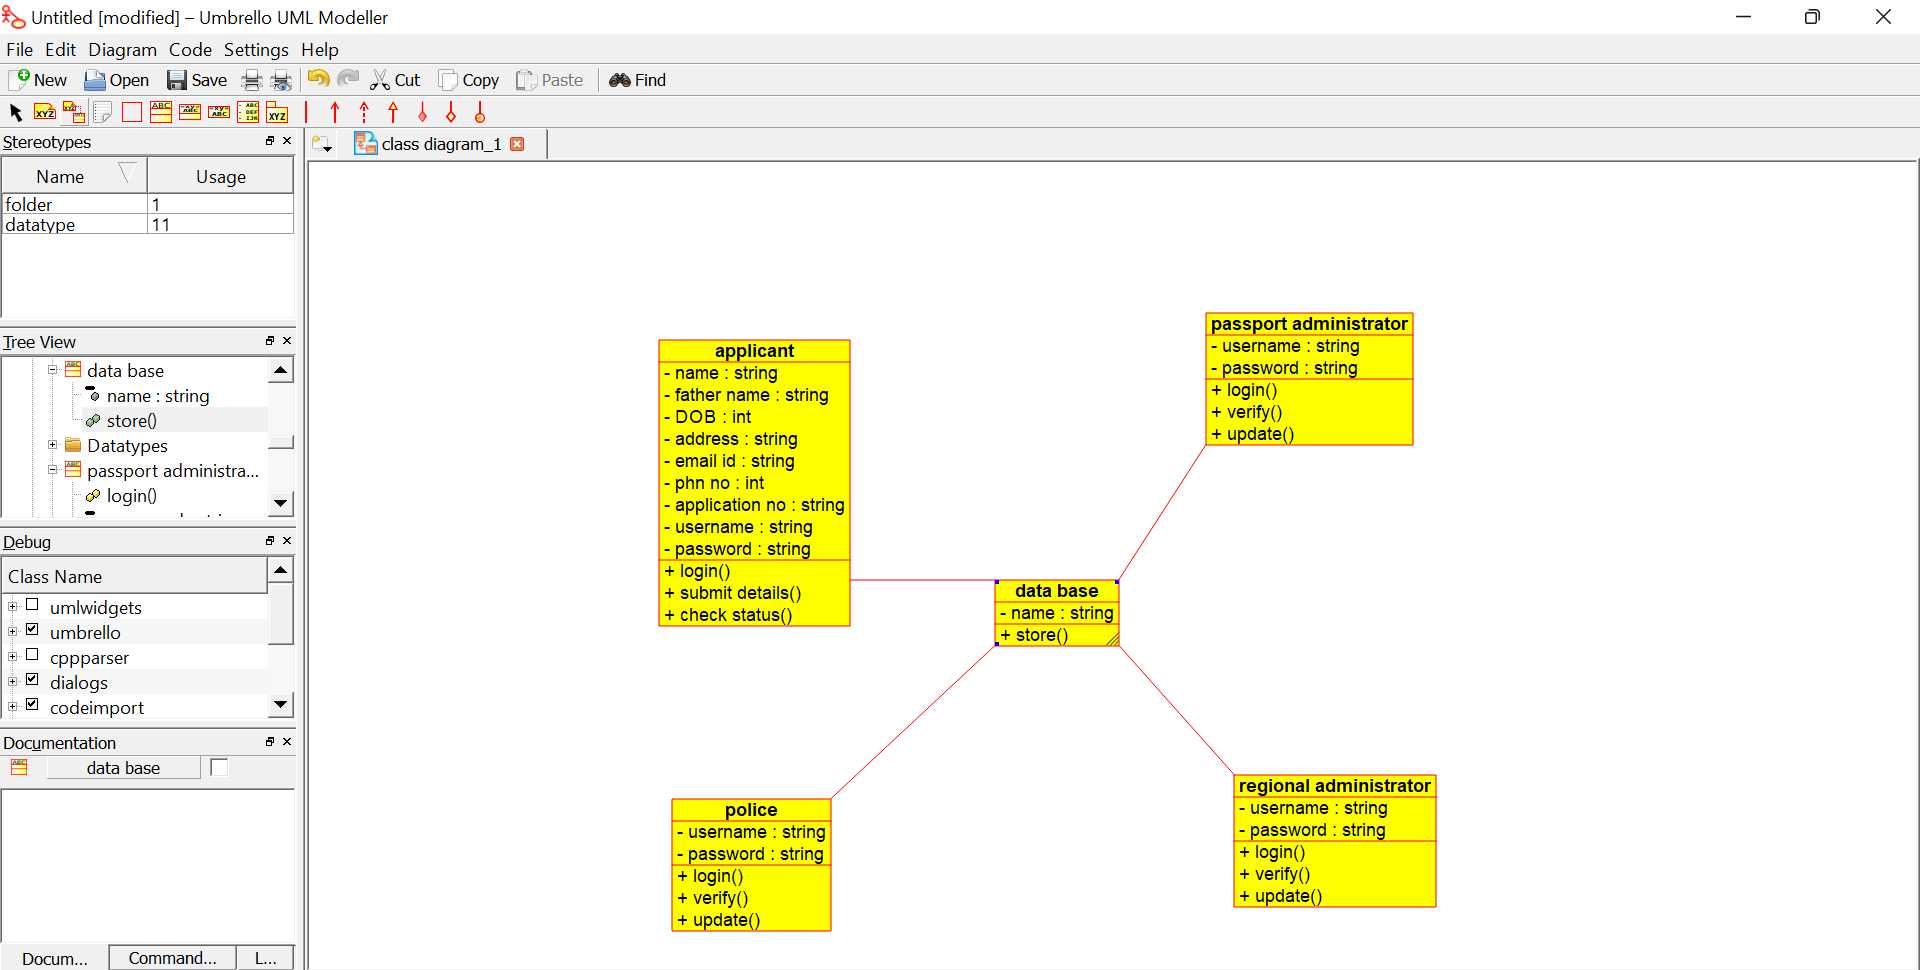 Untitled [modified] – Umbrello UML Modeller
File Edit Diagram Code Settings Help
New Open Save Cut Copy Paste Find
class diagram_1
Stereotypes
Name Usage
folder 1
datatype 11
Tree View
data base
name : string
store()
Datatypes
passport administra...
login()
Debug
Class Name
umlwidgets
umbrello
cppparser
dialogs
codeimport
Documentation
data base
Docum... Command... L...
applicant
- name : string
- father name : string
- DOB : int
- address : string
- email id : string
- phn no : int
- application no : string
- username : string
- password : string
+ login()
+ submit details()
+ check status()
passport administrator
- username : string
- password : string
+ login()
+ verify()
+ update()
data base
- name : string
+ store()
police
- username : string
- password : string
+ login()
+ verify()
+ update()
regional administrator
- username : string
- password : string
+ login()
+ verify()
+ update()